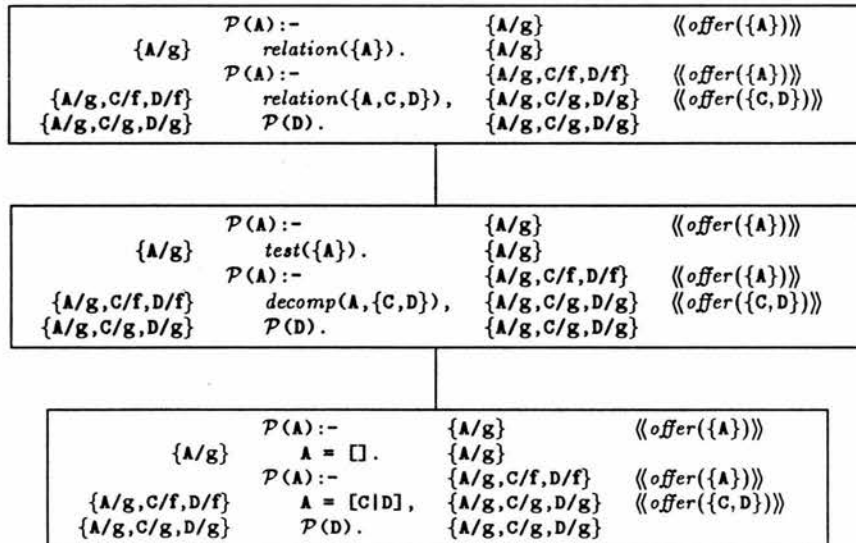 𝒫(A):- {A/g} ⟪offer({A})⟫
{A/g} relation({A}). {A/g}
𝒫(A):- {A/g,C/f,D/f} ⟪offer({A})⟫
{A/g,C/f,D/f} relation({A,C,D}), {A/g,C/g,D/g} ⟪offer({C,D})⟫
{A/g,C/g,D/g} 𝒫(D). {A/g,C/g,D/g}
𝒫(A):- {A/g} ⟪offer({A})⟫
{A/g} test({A}). {A/g}
𝒫(A):- {A/g,C/f,D/f} ⟪offer({A})⟫
{A/g,C/f,D/f} decomp(A,{C,D}), {A/g,C/g,D/g} ⟪offer({C,D})⟫
{A/g,C/g,D/g} 𝒫(D). {A/g,C/g,D/g}
𝒫(A):- {A/g} ⟪offer({A})⟫
{A/g} A = []. {A/g}
𝒫(A):- {A/g,C/f,D/f} ⟪offer({A})⟫
{A/g,C/f,D/f} A = [C|D], {A/g,C/g,D/g} ⟪offer({C,D})⟫
{A/g,C/g,D/g} 𝒫(D). {A/g,C/g,D/g}